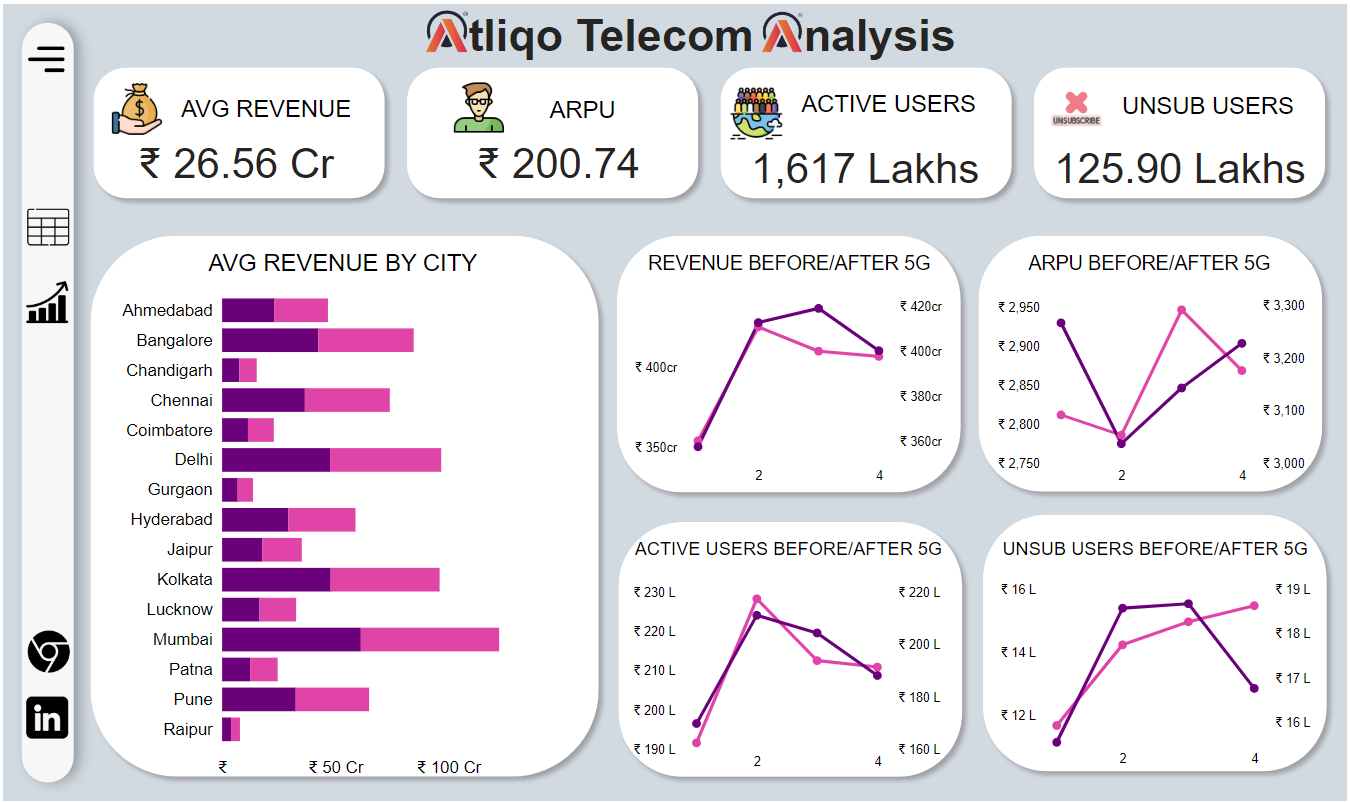 Atliqo Telecom Analysis
AVG REVENUE
₹ 26.56 Cr
ARPU
₹ 200.74
ACTIVE USERS
1,617 Lakhs
UNSUBSCRIBE
UNSUB USERS
125.90 Lakhs
AVG REVENUE BY CITY
Ahmedabad
Bangalore
Chandigarh
Chennai
Coimbatore
Delhi
Gurgaon
Hyderabad
Jaipur
Kolkata
Lucknow
Mumbai
Patna
Pune
Raipur
₹ ₹ 50 Cr ₹ 100 Cr
REVENUE BEFORE/AFTER 5G
₹ 420cr
₹ 400cr
₹ 400cr
₹ 380cr
₹ 360cr
₹ 350cr
2 4
ARPU BEFORE/AFTER 5G
₹ 2,950 ₹ 3,300
₹ 2,900
₹ 3,200
₹ 2,850
₹ 3,100
₹ 2,800
₹ 2,750 ₹ 3,000
2 4
ACTIVE USERS BEFORE/AFTER 5G
₹ 230 L ₹ 220 L
₹ 220 L
₹ 200 L
₹ 210 L
₹ 180 L
₹ 200 L
₹ 190 L ₹ 160 L
2 4
UNSUB USERS BEFORE/AFTER 5G
₹ 16 L ₹ 19 L
₹ 18 L
₹ 14 L
₹ 17 L
₹ 12 L
₹ 16 L
2 4
in